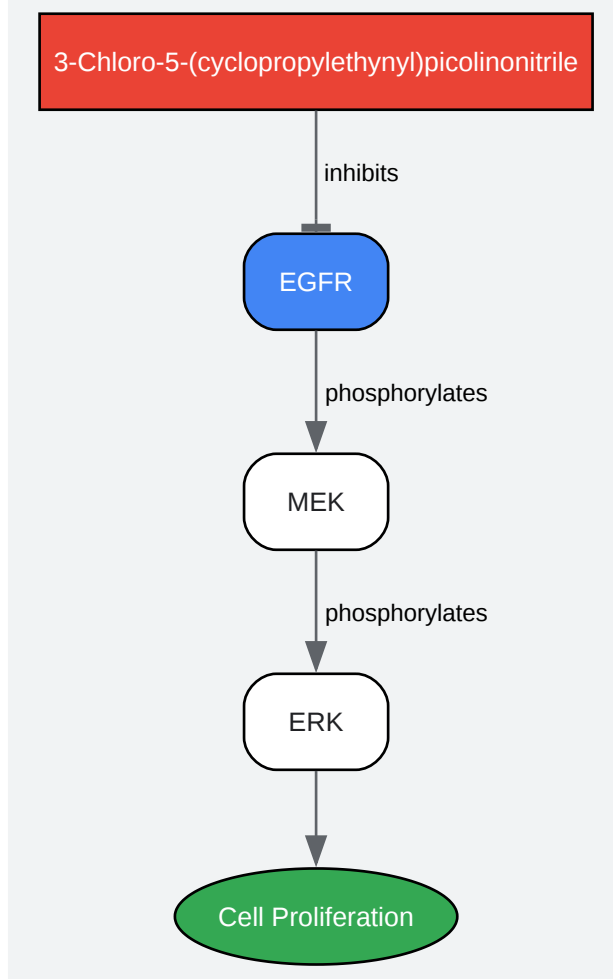 3-Chloro-5-(cyclopropylethynyl)picolinonitrile
inhibits
EGFR
phosphorylates
MEK
phosphorylates
ERK
Cell Proliferation